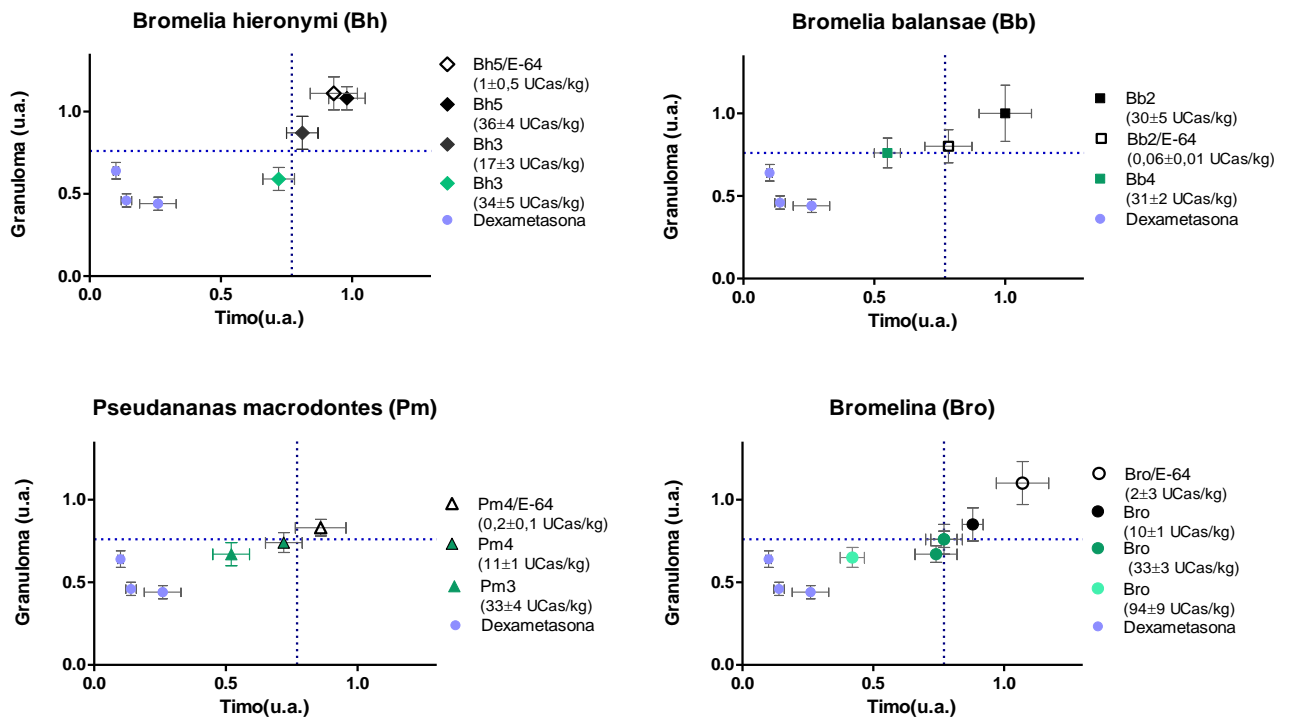 Bromelia hieronymi (Bh)
Granuloma (u.a.)
1.0
0.5
0.0
0.0
0.5
1.0
Timo(u.a.)
Bh5/E-64
(1±0,5 UCas/kg)
Bh5
(36±4 UCas/kg)
Bh3
(17±3 UCas/kg)
Bh3
(34±5 UCas/kg)
Dexametasona
Bromelia balansae (Bb)
Granuloma (u.a.)
1.0
0.5
0.0
0.0
0.5
1.0
Timo(u.a.)
Bb2
(30±5 UCas/kg)
Bb2/E-64
(0,06±0,01 UCas/kg)
Bb4
(31±2 UCas/kg)
Dexametasona
Pseudananas macrodontes (Pm)
Granuloma (u.a.)
1.0
0.5
0.0
0.0
0.5
1.0
Timo(u.a.)
Pm4/E-64
(0,2±0,1 UCas/kg)
Pm4
(11±1 UCas/kg)
Pm3
(33±4 UCas/kg)
Dexametasona
Bromelina (Bro)
Granuloma (u.a.)
1.0
0.5
0.0
0.0
0.5
1.0
Timo(u.a.)
Bro/E-64
(2±3 UCas/kg)
Bro
(10±1 UCas/kg)
Bro
(33±3 UCas/kg)
Bro
(94±9 UCas/kg)
Dexametasona